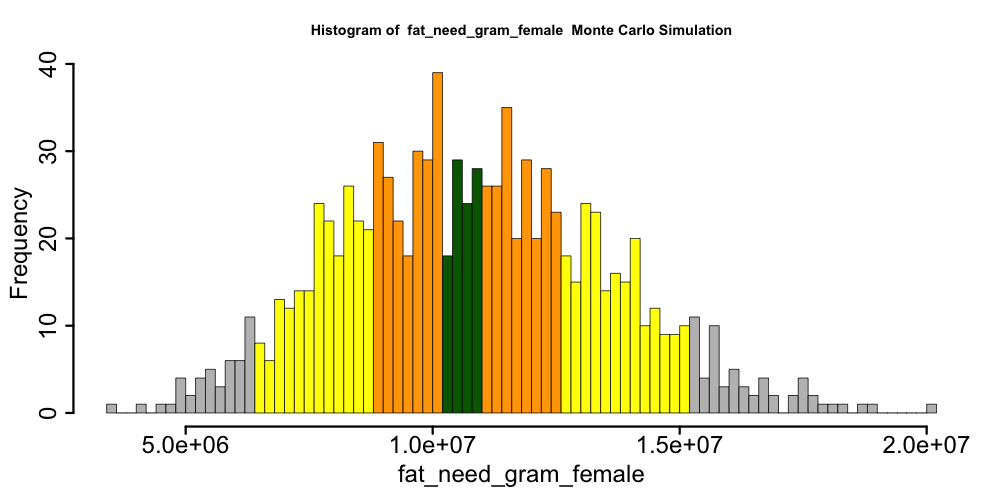 Histogram of  fat_need_gram_female  Monte Carlo Simulation
40
30
20
10
0
Frequency
5.0e+06 1.0e+07 1.5e+07 2.0e+07
fat_need_gram_female